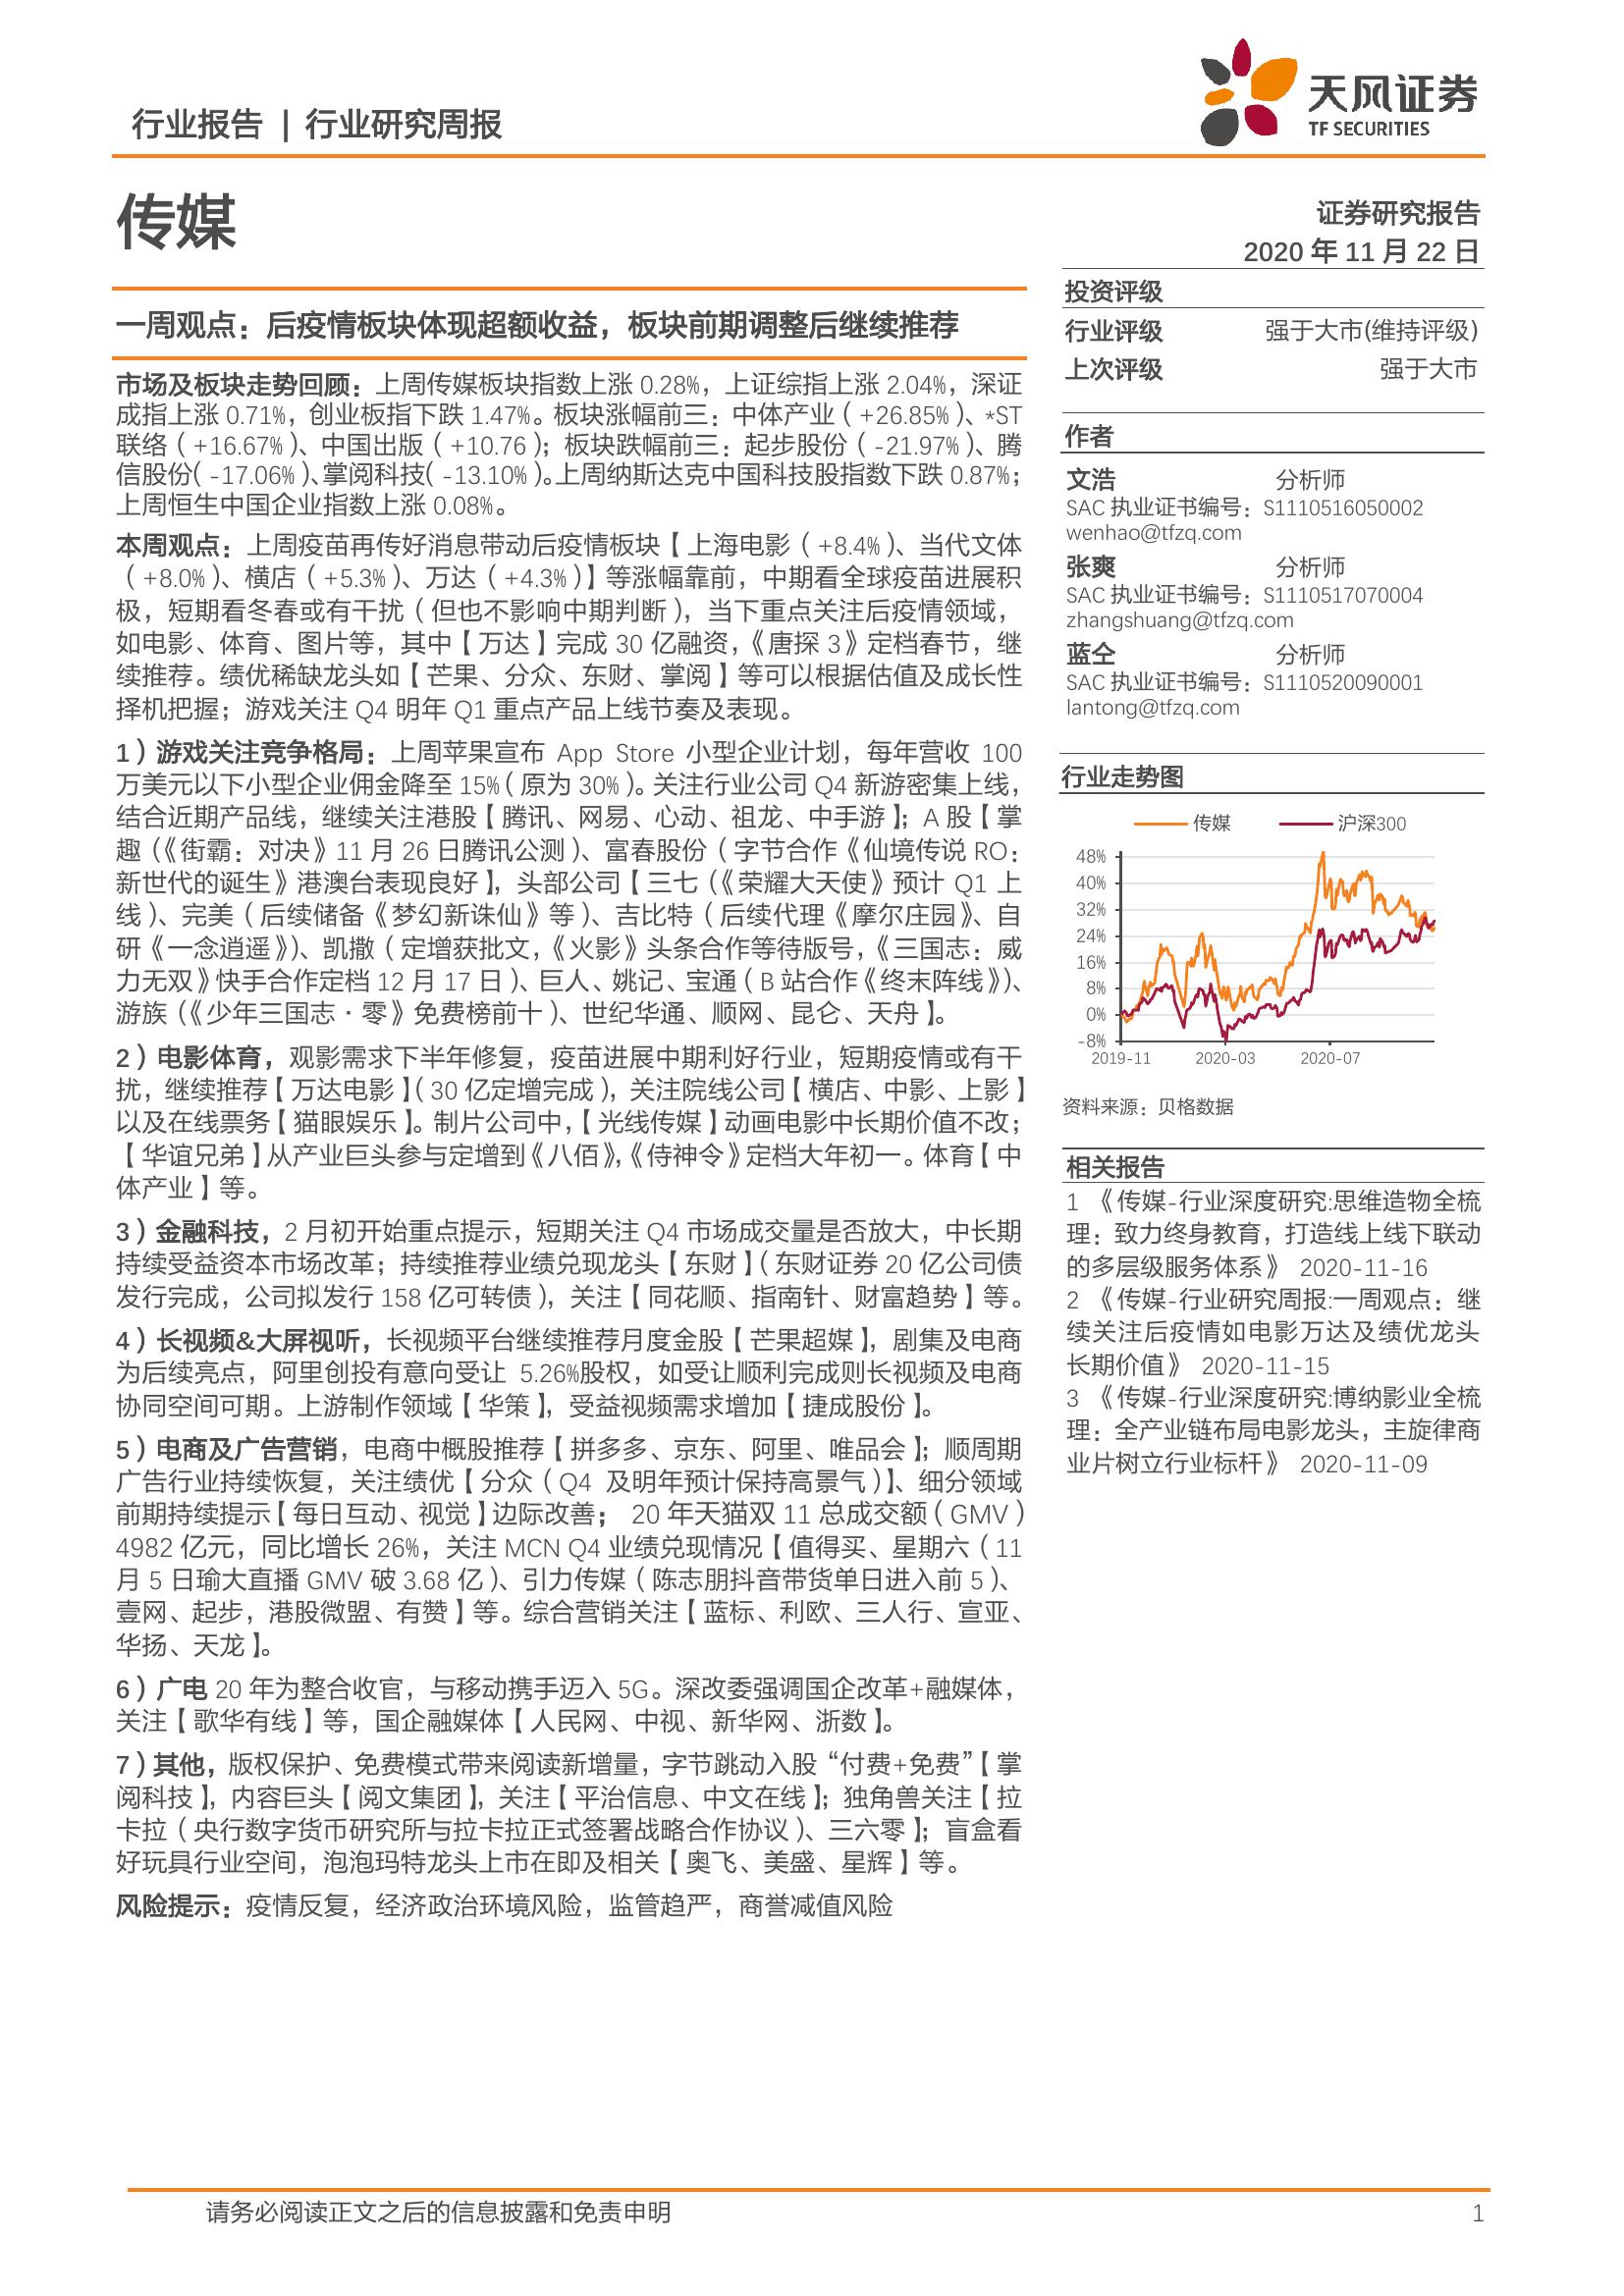 行业报告 | 行业研究周报
天风证券
TF SECURITIES
传媒
证券研究报告
2020 年 11 月 22 日
一周观点：后疫情板块体现超额收益，板块前期调整后继续推荐
市场及板块走势回顾：上周传媒板块指数上涨 0.28%，上证综指上涨 2.04%，深证
成指上涨 0.71%，创业板指下跌 1.47%。板块涨幅前三：中体产业（+26.85%）、*ST
联络（+16.67%）、中国出版（+10.76）；板块跌幅前三：起步股份（-21.97%）、腾
信股份（-17.06%）、掌阅科技（-13.10%）。上周纳斯达克中国科技股指数下跌 0.87%；
上周恒生中国企业指数上涨 0.08%。
本周观点：上周疫苗再传好消息带动后疫情板块【上海电影（+8.4%）、当代文体
（+8.0%）、横店（+5.3%）、万达（+4.3%）】等涨幅靠前，中期看全球疫苗进展积
极，短期看冬春或有干扰（但也不影响中期判断），当下重点关注后疫情领域，
如电影、体育、图片等，其中【万达】完成 30 亿融资，《唐探 3》定档春节，继
续推荐。绩优稀缺龙头如【芒果、分众、东财、掌阅】等可以根据估值及成长性
择机把握；游戏关注 Q4 明年 Q1 重点产品上线节奏及表现。
1）游戏关注竞争格局：上周苹果宣布 App Store 小型企业计划，每年营收 100
万美元以下小型企业佣金降至 15%（原为 30%）。关注行业公司 Q4 新游密集上线，
结合近期产品线，继续关注港股【腾讯、网易、心动、祖龙、中手游】；A 股【掌
趣（《街霸：对决》11 月 26 日腾讯公测）、富春股份（字节合作《仙境传说 RO：
新世代的诞生》港澳台表现良好】，头部公司【三七（《荣耀大天使》预计 Q1 上
线）、完美（后续储备《梦幻新诛仙》等）、吉比特（后续代理《摩尔庄园》、自
研《一念逍遥》）、凯撒（定增获批文，《火影》头条合作等待版号，《三国志：威
力无双》快手合作定档 12 月 17 日）、巨人、姚记、宝通（B 站合作《终末阵线》）、
游族（《少年三国志·零》免费榜前十）、世纪华通、顺网、昆仑、天舟】。
2）电影体育，观影需求下半年修复，疫苗进展中期利好行业，短期疫情或有干
扰，继续推荐【万达电影】（30 亿定增完成），关注院线公司【横店、中影、上影】
以及在线票务【猫眼娱乐】。制片公司中，【光线传媒】动画电影中长期价值不改；
【华谊兄弟】从产业巨头参与定增到《八佰》，《侍神令》定档大年初一。体育【中
体产业】等。
3）金融科技，2 月初开始重点提示，短期关注 Q4 市场成交量是否放大，中长期
持续受益资本市场改革；持续推荐业绩兑现龙头【东财】（东财证券 20 亿公司债
发行完成，公司拟发行 158 亿可转债），关注【同花顺、指南针、财富趋势】等。
4）长视频&大屏视听，长视频平台继续推荐月度金股【芒果超媒】，剧集及电商
为后续亮点，阿里创投有意向受让 5.26%股权，如受让顺利完成则长视频及电商
协同空间可期。上游制作领域【华策】，受益视频需求增加【捷成股份】。
5）电商及广告营销，电商中概股推荐【拼多多、京东、阿里、唯品会】；顺周期
广告行业持续恢复，关注绩优【分众（Q4 及明年预计保持高景气）】、细分领域
前期持续提示【每日互动、视觉】边际改善； 20 年天猫双 11 总成交额（GMV）
4982 亿元，同比增长 26%，关注 MCN Q4 业绩兑现情况【值得买、星期六（11
月 5 日瑜大直播 GMV 破 3.68 亿）、引力传媒（陈志朋抖音带货单日进入前 5）、
壹网、起步，港股微盟、有赞】等。综合营销关注【蓝标、利欧、三人行、宣亚、
华扬、天龙】。
6）广电 20 年为整合收官，与移动携手迈入 5G。深改委强调国企改革+融媒体，
关注【歌华有线】等，国企融媒体【人民网、中视、新华网、浙数】。
7）其他，版权保护、免费模式带来阅读新增量，字节跳动入股“付费+免费”【掌
阅科技】，内容巨头【阅文集团】，关注【平治信息、中文在线】；独角兽关注【拉
卡拉（央行数字货币研究所与拉卡拉正式签署战略合作协议）、三六零】；盲盒看
好玩具行业空间，泡泡玛特龙头上市在即及相关【奥飞、美盛、星辉】等。
风险提示：疫情反复，经济政治环境风险，监管趋严，商誉减值风险
投资评级
行业评级 强于大市(维持评级)
上次评级 强于大市
作者
文浩 分析师
SAC 执业证书编号：S1110516050002
wenhao@tfzq.com
张爽 分析师
SAC 执业证书编号：S1110517070004
zhangshuang@tfzq.com
蓝仝 分析师
SAC 执业证书编号：S1110520090001
lantong@tfzq.com
行业走势图
传媒 沪深300
48%
40%
32%
24%
16%
8%
0%
-8%
2019-11 2020-03 2020-07
资料来源：贝格数据
相关报告
1 《传媒-行业深度研究:思维造物全梳
理：致力终身教育，打造线上线下联动
的多层级服务体系》 2020-11-16
2 《传媒-行业研究周报:一周观点：继
续关注后疫情如电影万达及绩优龙头
长期价值》 2020-11-15
3 《传媒-行业深度研究:博纳影业全梳
理：全产业链布局电影龙头，主旋律商
业片树立行业标杆》 2020-11-09
请务必阅读正文之后的信息披露和免责申明 1